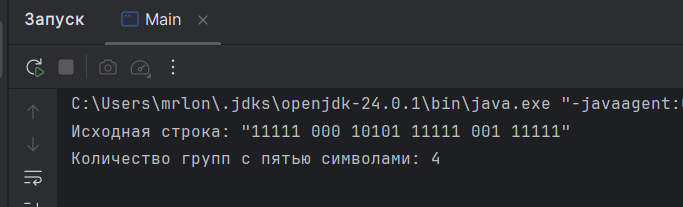 Запуск Main
C:\Users\mrlon\.jdks\openjdk-24.0.1\bin\java.exe "-javaagent:
Исходная строка: "11111 000 10101 11111 001 11111"
Количество групп с пятью символами: 4